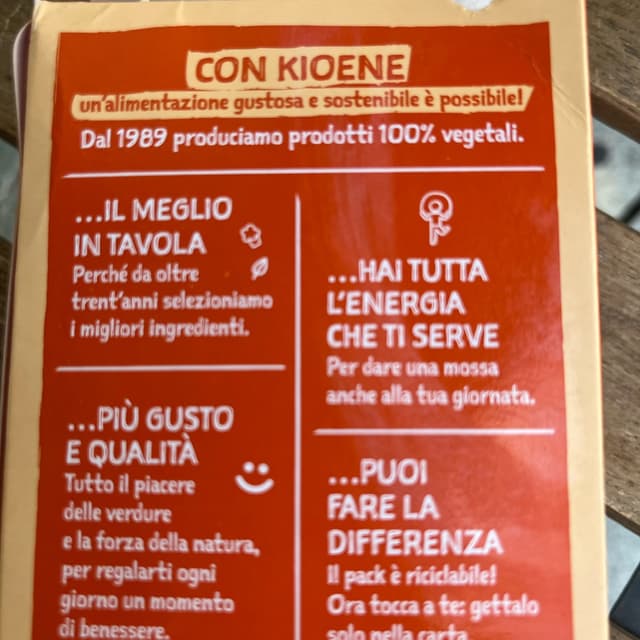 CON KIOENE
un'alimentazione gustosa e sostenibile è possibile!
Dal 1989 produciamo prodotti 100% vegetali.
...IL MEGLIO
IN TAVOLA
Perché da oltre
trent'anni selezioniamo
i migliori ingredienti.
...PIÙ GUSTO
E QUALITÀ
Tutto il piacere
delle verdure
e la forza della natura,
per regalarti ogni
giorno un momento
di benessere.
...HAI TUTTA
L'ENERGIA
CHE TI SERVE
Per dare una mossa
anche alla tua giornata.
...PUOI
FARE LA
DIFFERENZA
Il pack è riciclabile!
Ora tocca a te: gettalo
solo nella carta